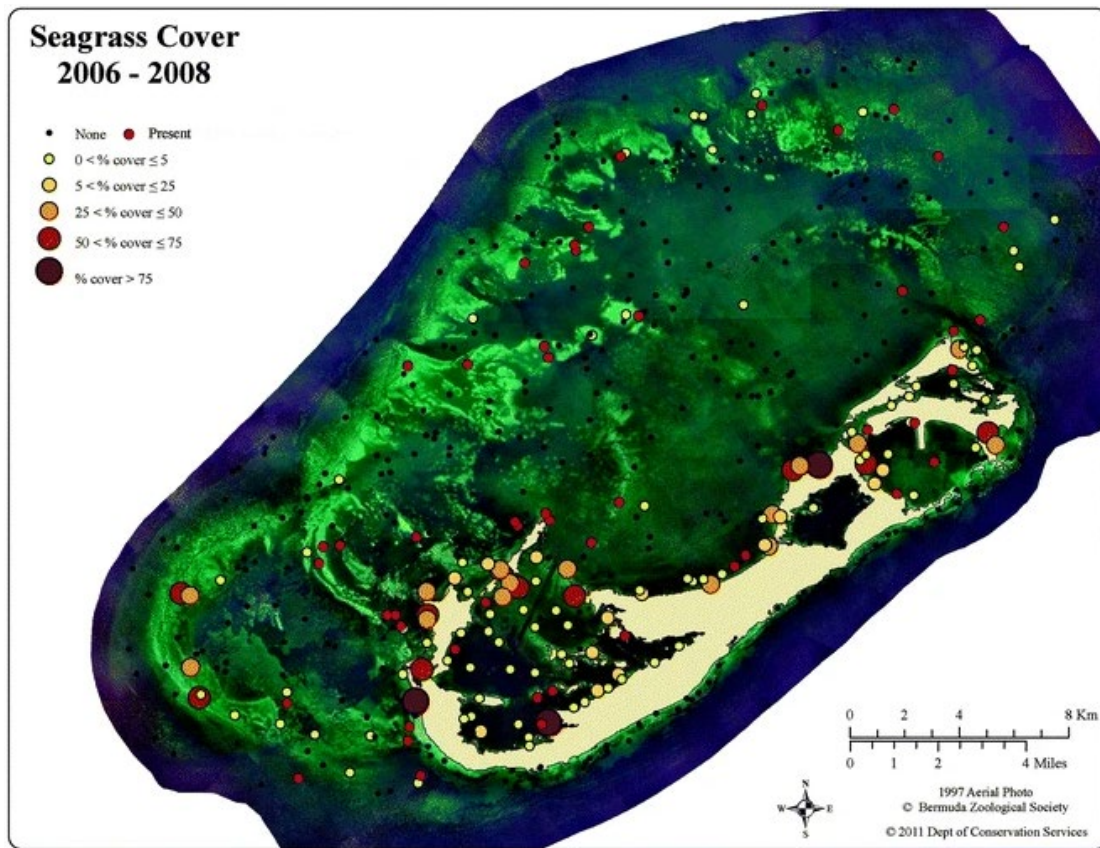 Seagrass Cover
2006 - 2008
None Present
0 < % cover ≤ 5
5 < % cover ≤ 25
25 < % cover ≤ 50
50 < % cover ≤ 75
% cover > 75
0 2 4 8 Km
0 1 2 4 Miles
N
W E
S
1997 Aerial Photo
© Bermuda Zoological Society
© 2011 Dept of Conservation Services